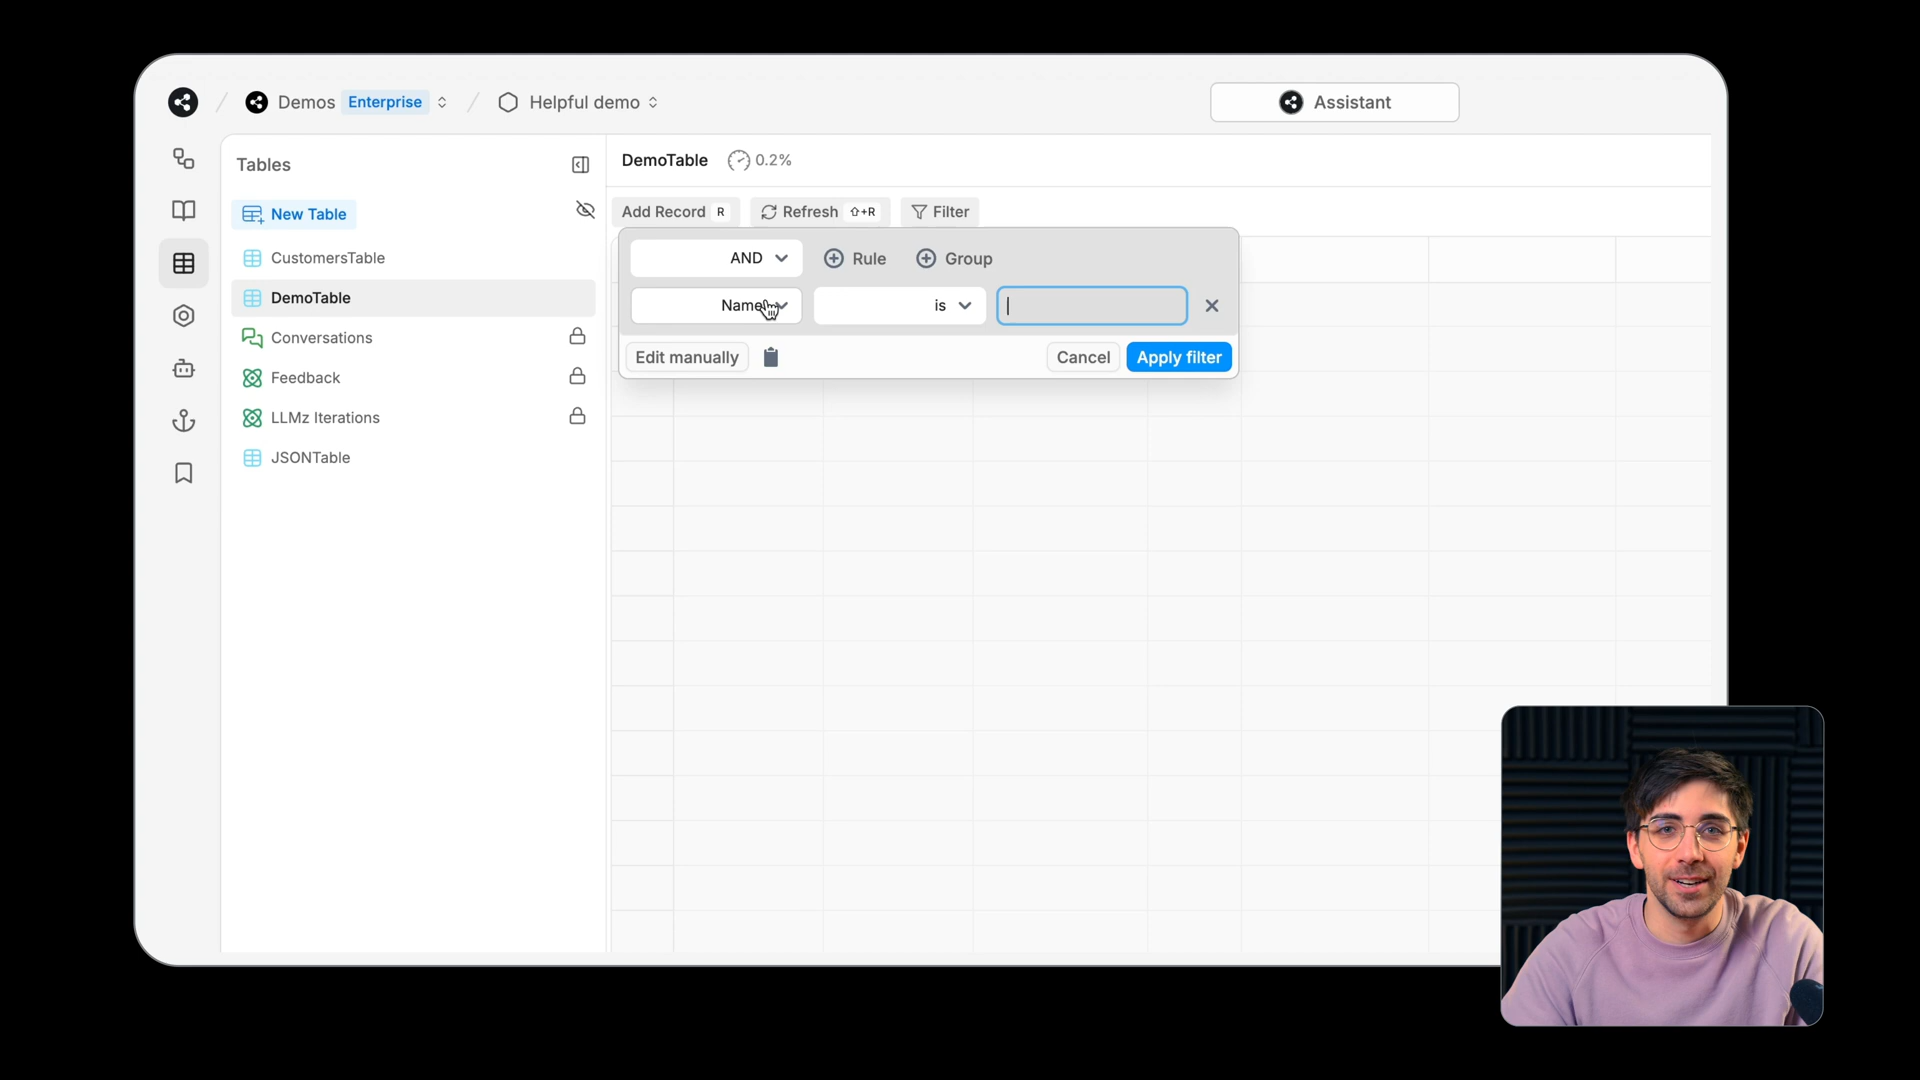 Demos Enterprise
Helpful demo
Assistant
Tables
New Table
CustomersTable
DemoTable
Conversations
Feedback
LLMz Iterations
JSONTable
DemoTable 0.2%
Add Record R
Refresh ⇧+R
Filter
AND
Rule
Group
Name
is
Edit manually
Cancel
Apply filter